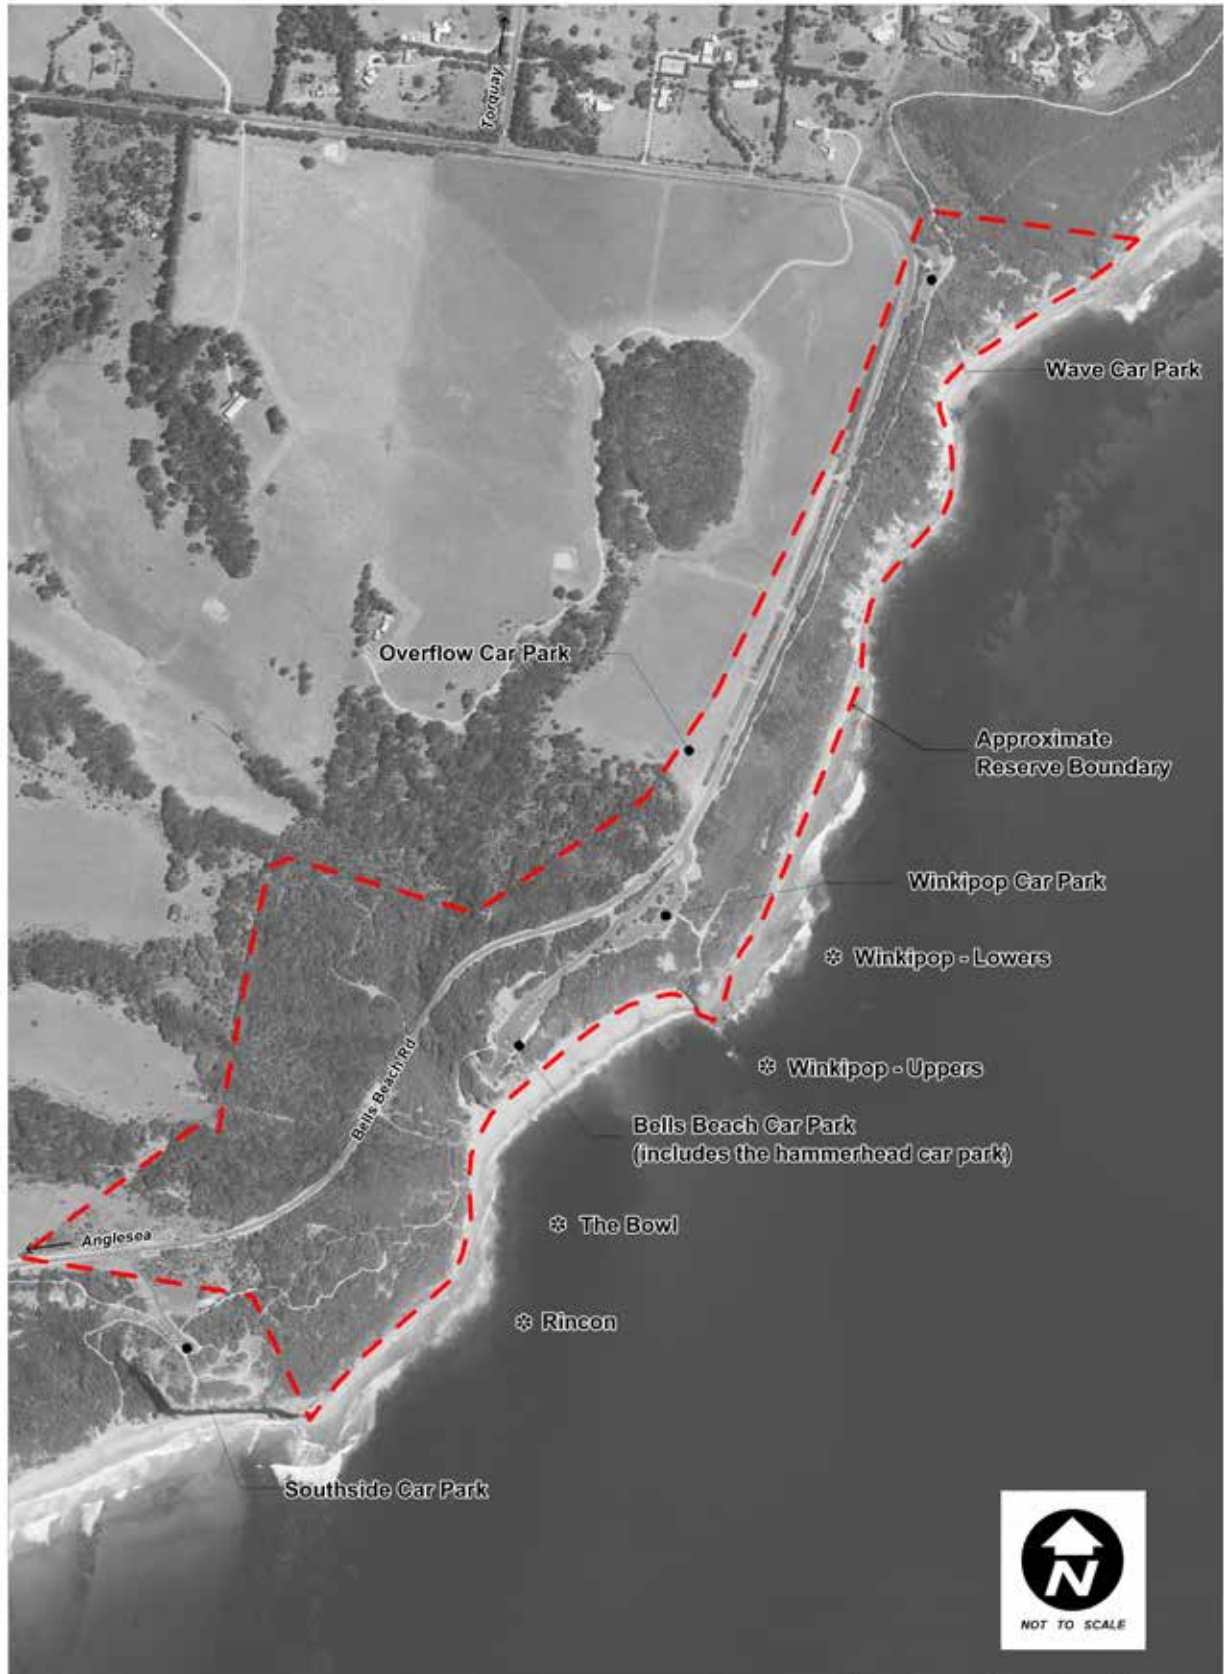 Torquay
Wave Car Park
Overflow Car Park
Approximate
Reserve Boundary
Winkipop Car Park
Winkipop - Lowers
Bells Beach Rd
Winkipop - Uppers
Bells Beach Car Park
(includes the hammerhead car park)
The Bowl
Anglesea
Rincon
Southside Car Park
N
NOT TO SCALE